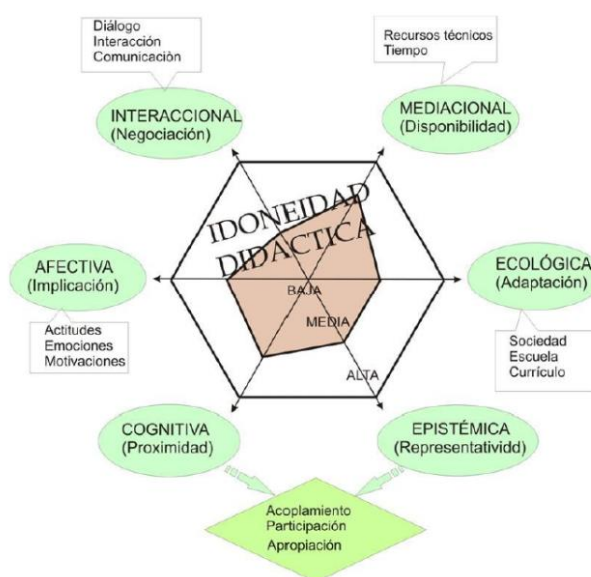 Diálogo
Interacción
Comunicaciòn
Recursos técnicos
Tiempo
INTERACCIONAL
(Negociación)
MEDIACIONAL
(Disponibilidad)
IDONEIDAD
DIDACTICA
AFECTIVA
(Implicación)
ECOLÓGICA
(Adaptación)
BAJA
MEDIA
ALTA
Actitudes
Emociones
Motivaciones
Sociedad
Escuela
Currículo
COGNITIVA
(Proximidad)
EPISTÉMICA
(Representatividd)
Acoplamiento
Participación
Apropiación